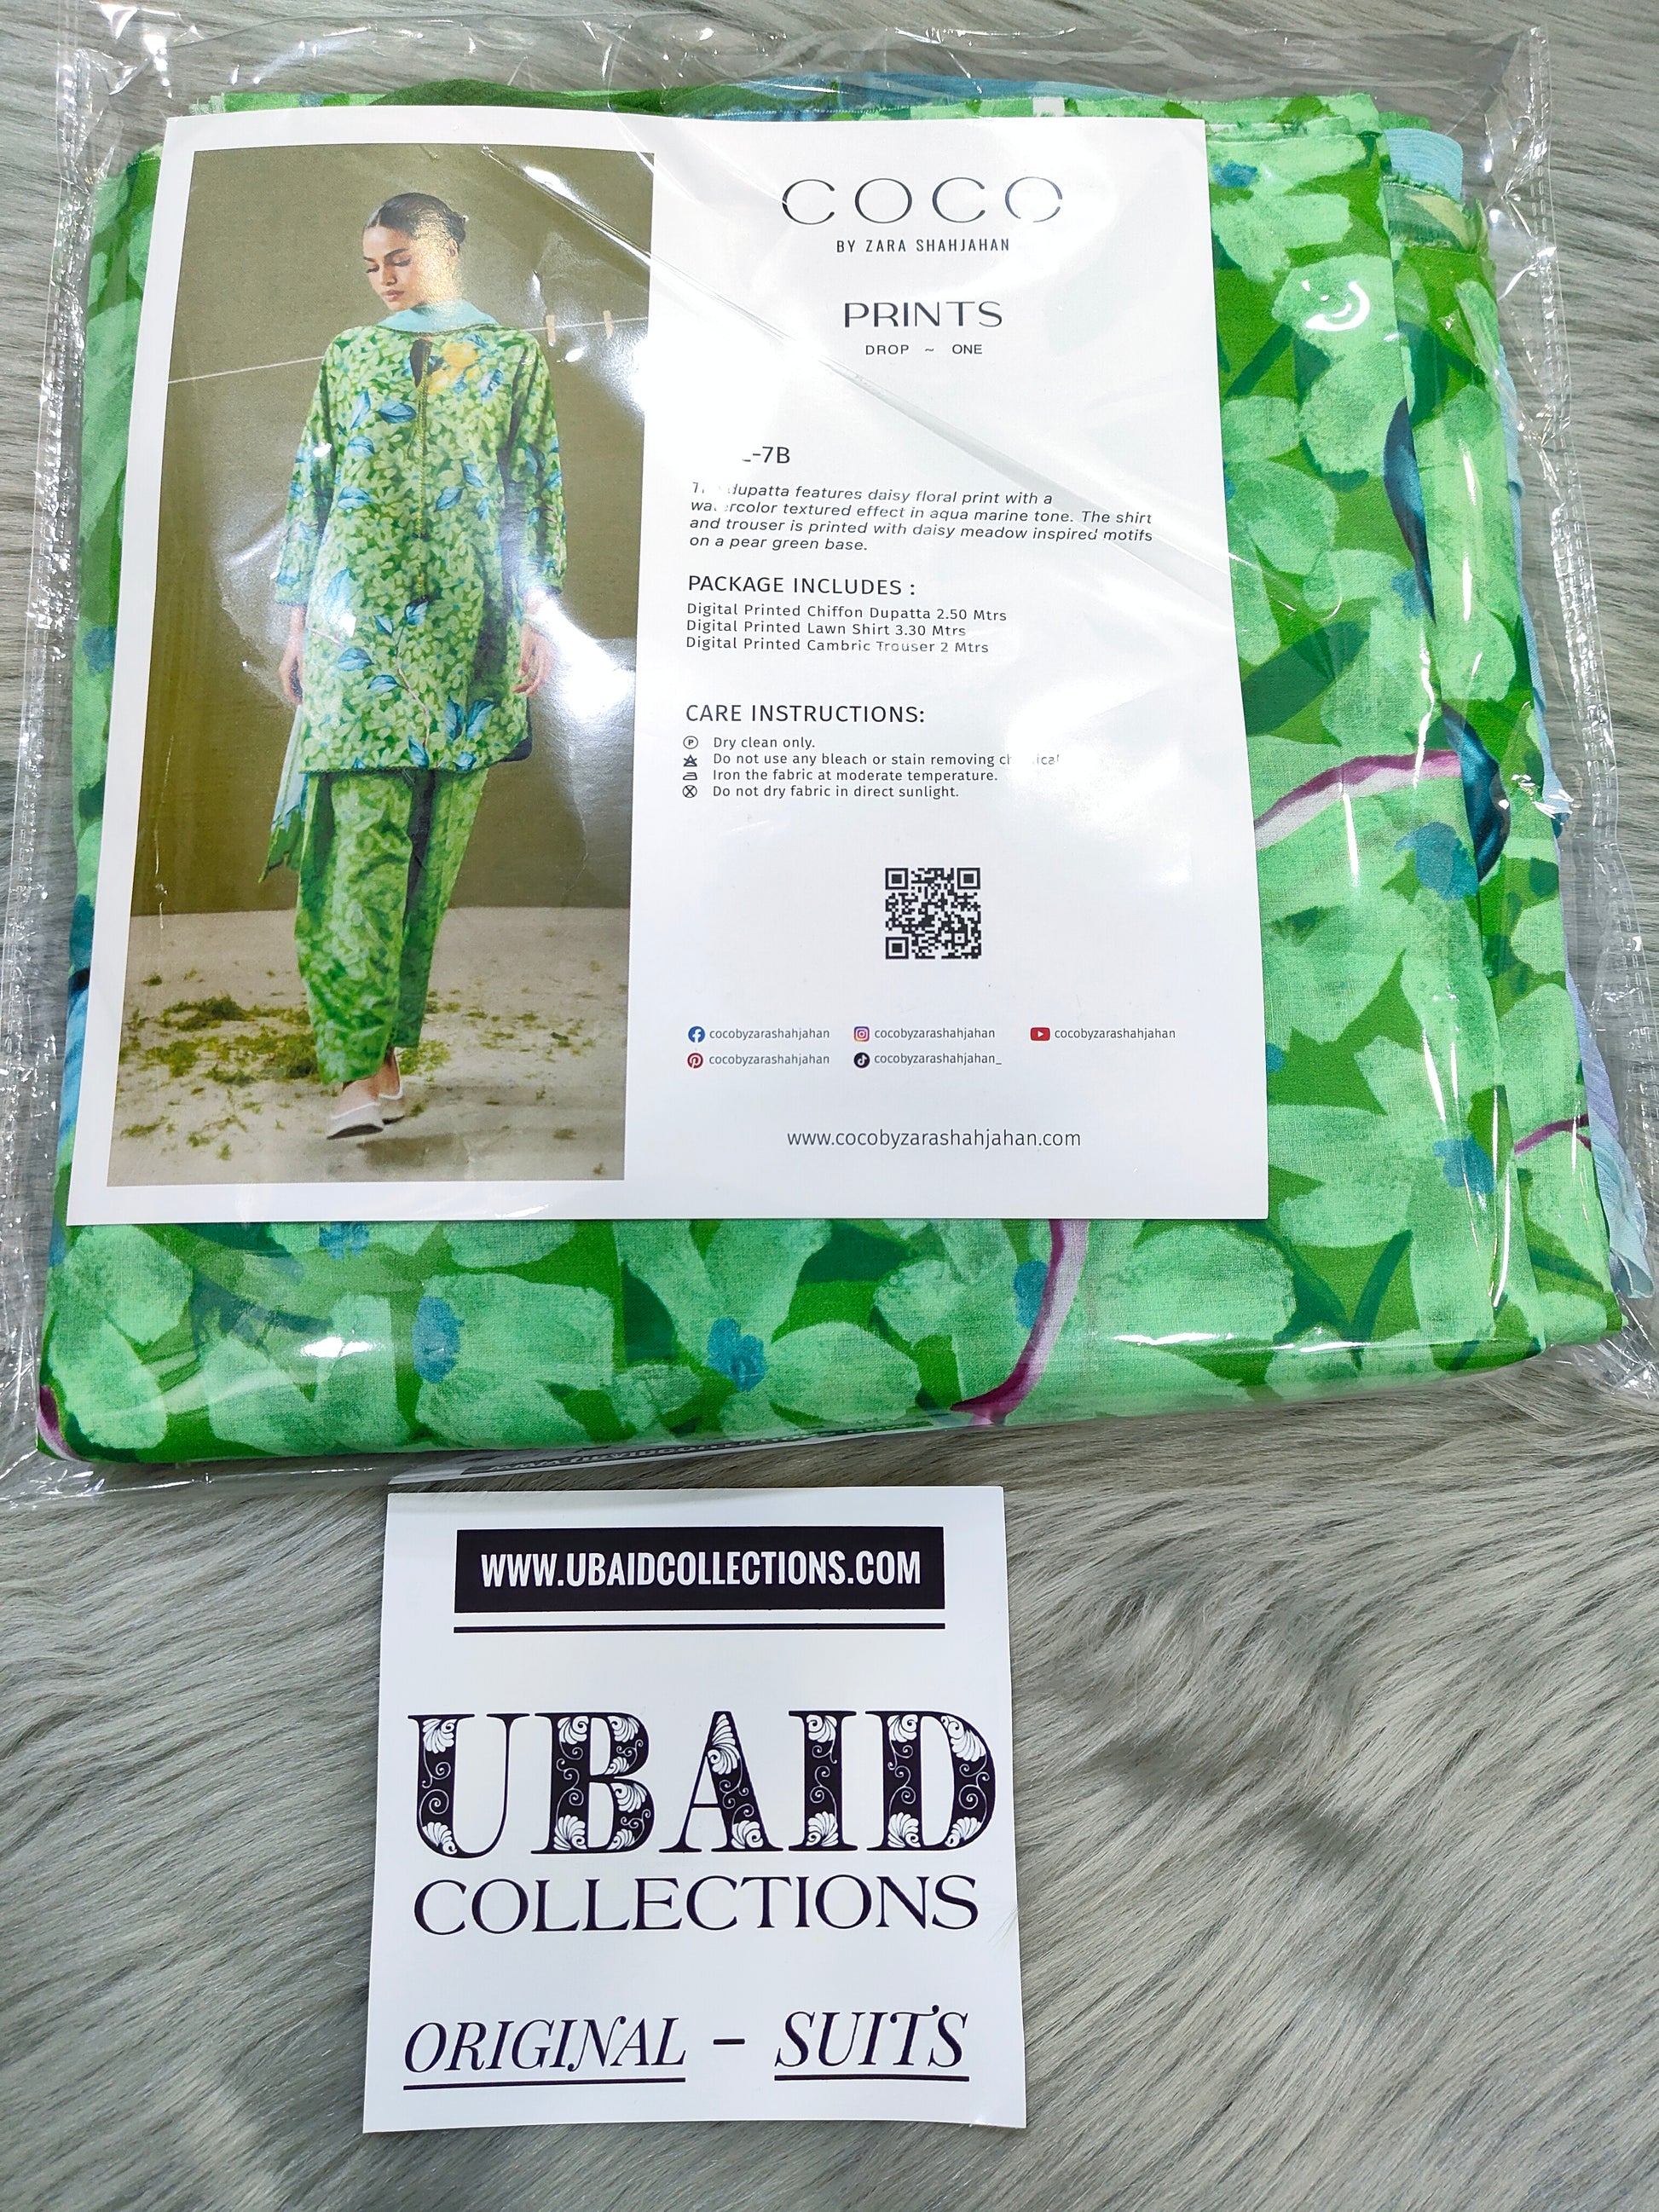 COCO
BY ZARA SHAHJAHAN
PRINTS
DROP ~ ONE
-7B
dupatta features daisy floral print with a
watercolor textured effect in aqua marine tone. The shirt
and trouser is printed with daisy meadow inspired motifs
on a pear green base.
PACKAGE INCLUDES :
Digital Printed Chiffon Dupatta 2.50 Mtrs
Digital Printed Lawn Shirt 3.30 Mtrs
Digital Printed Cambric Trouser 2 Mtrs
CARE INSTRUCTIONS:
P Dry clean only.
Do not use any bleach or stain removing
Iron the fabric at moderate temperature.
Do not dry fabric in direct sunlight.
cocobyzarashahjahan cocobyzarashahjahan cocobyzarashahjahan
cocobyzarashahjahan cocobyzarashahjahan_
www.cocobyzarashahjahan.com
WWW.UBAIDCOLLECTIONS.COM
UBAID
COLLECTIONS
ORIGINAL - SUITS